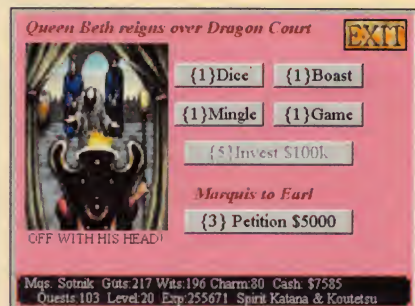 Queen Beth reigns over Dragon Court
EXIT
{1}Dice
{1}Boast
{1}Mingle
{1}Game
{5}Invest $100k
Marquis to Earl
{3} Petition $5000
OFF WITH HIS HEAD!
Mqs. Sotnik Guts:217 Wits:196 Charm:80 Cash: $7585
Quests:103 Level:20 Exp:255671 Spirit Katana & Koutetsu